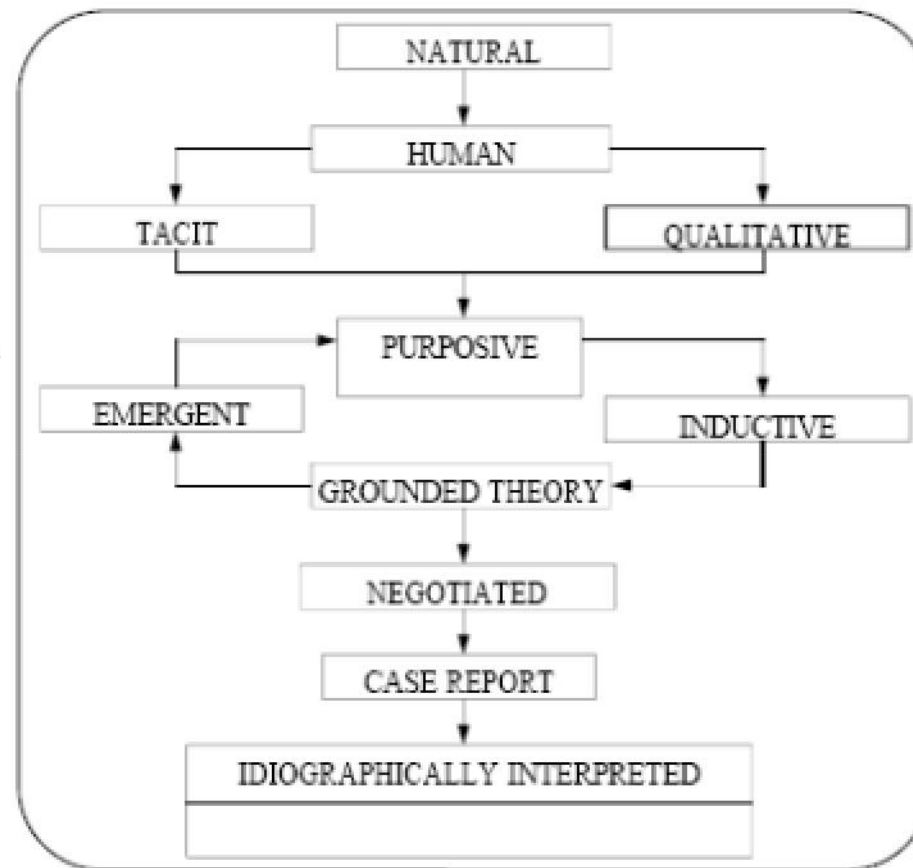 NATURAL
HUMAN
TACIT
QUALITATIVE
PURPOSIVE
EMERGENT
INDUCTIVE
GROUNDED THEORY
NEGOTIATED
CASE REPORT
IDIOGRAPHICALLY INTERPRETED